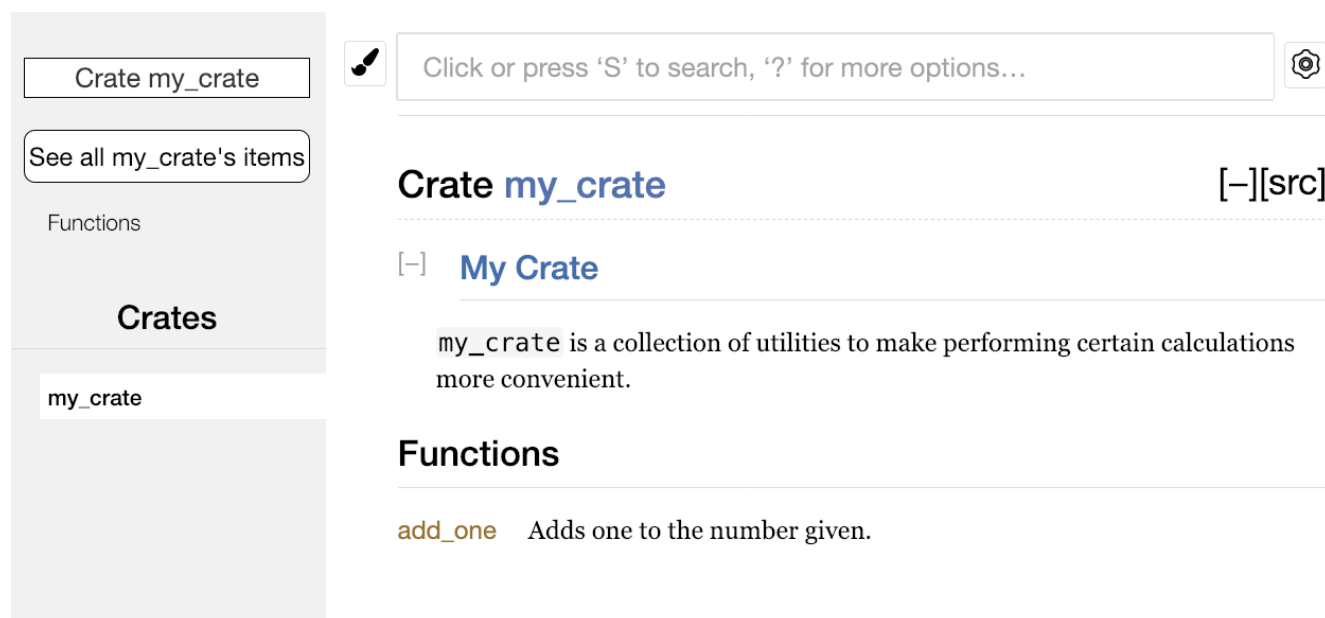 Crate my_crate
See all my_crate's items
Functions
Crates
my_crate
Click or press ‘S’ to search, ‘?’ for more options…
Crate my_crate
[−][src]
[−]
My Crate
my_crate is a collection of utilities to make performing certain calculations
more convenient.
Functions
add_one Adds one to the number given.